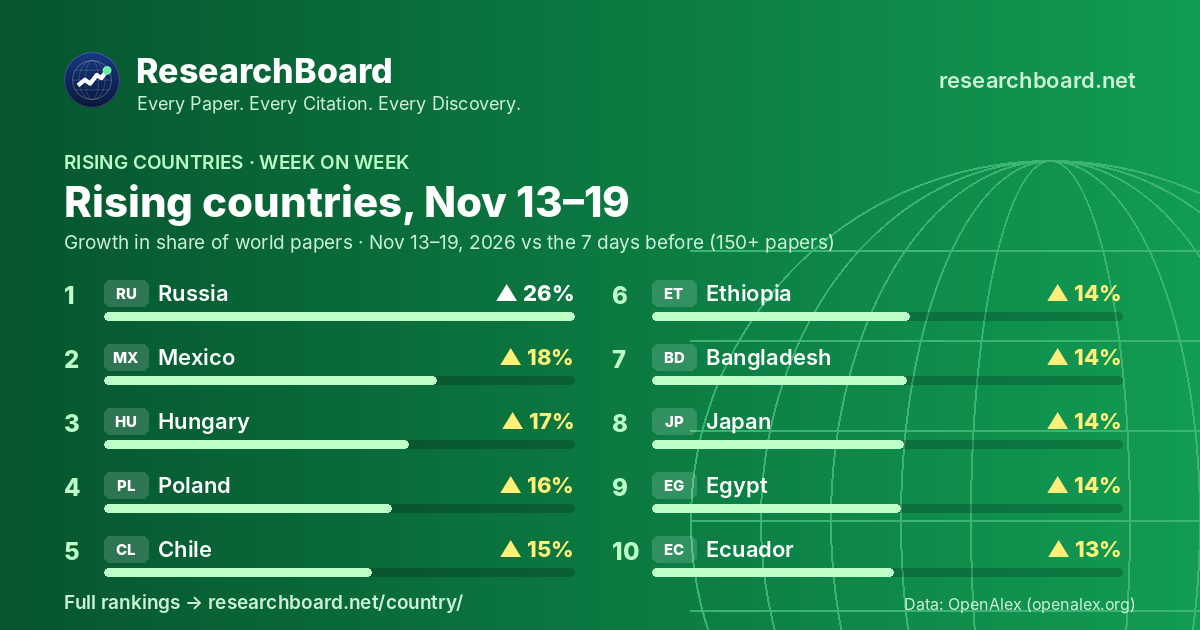 ResearchBoard
Every Paper. Every Citation. Every Discovery.
researchboard.net
RISING COUNTRIES · WEEK ON WEEK
Rising countries, Nov 13–19
Growth in share of world papers · Nov 13–19, 2026 vs the 7 days before (150+ papers)
1 RU Russia ▲ 26%
2 MX Mexico ▲ 18%
3 HU Hungary ▲ 17%
4 PL Poland ▲ 16%
5 CL Chile ▲ 15%
6 ET Ethiopia ▲ 14%
7 BD Bangladesh ▲ 14%
8 JP Japan ▲ 14%
9 EG Egypt ▲ 14%
10 EC Ecuador ▲ 13%
Full rankings → researchboard.net/country/
Data: OpenAlex (openalex.org)